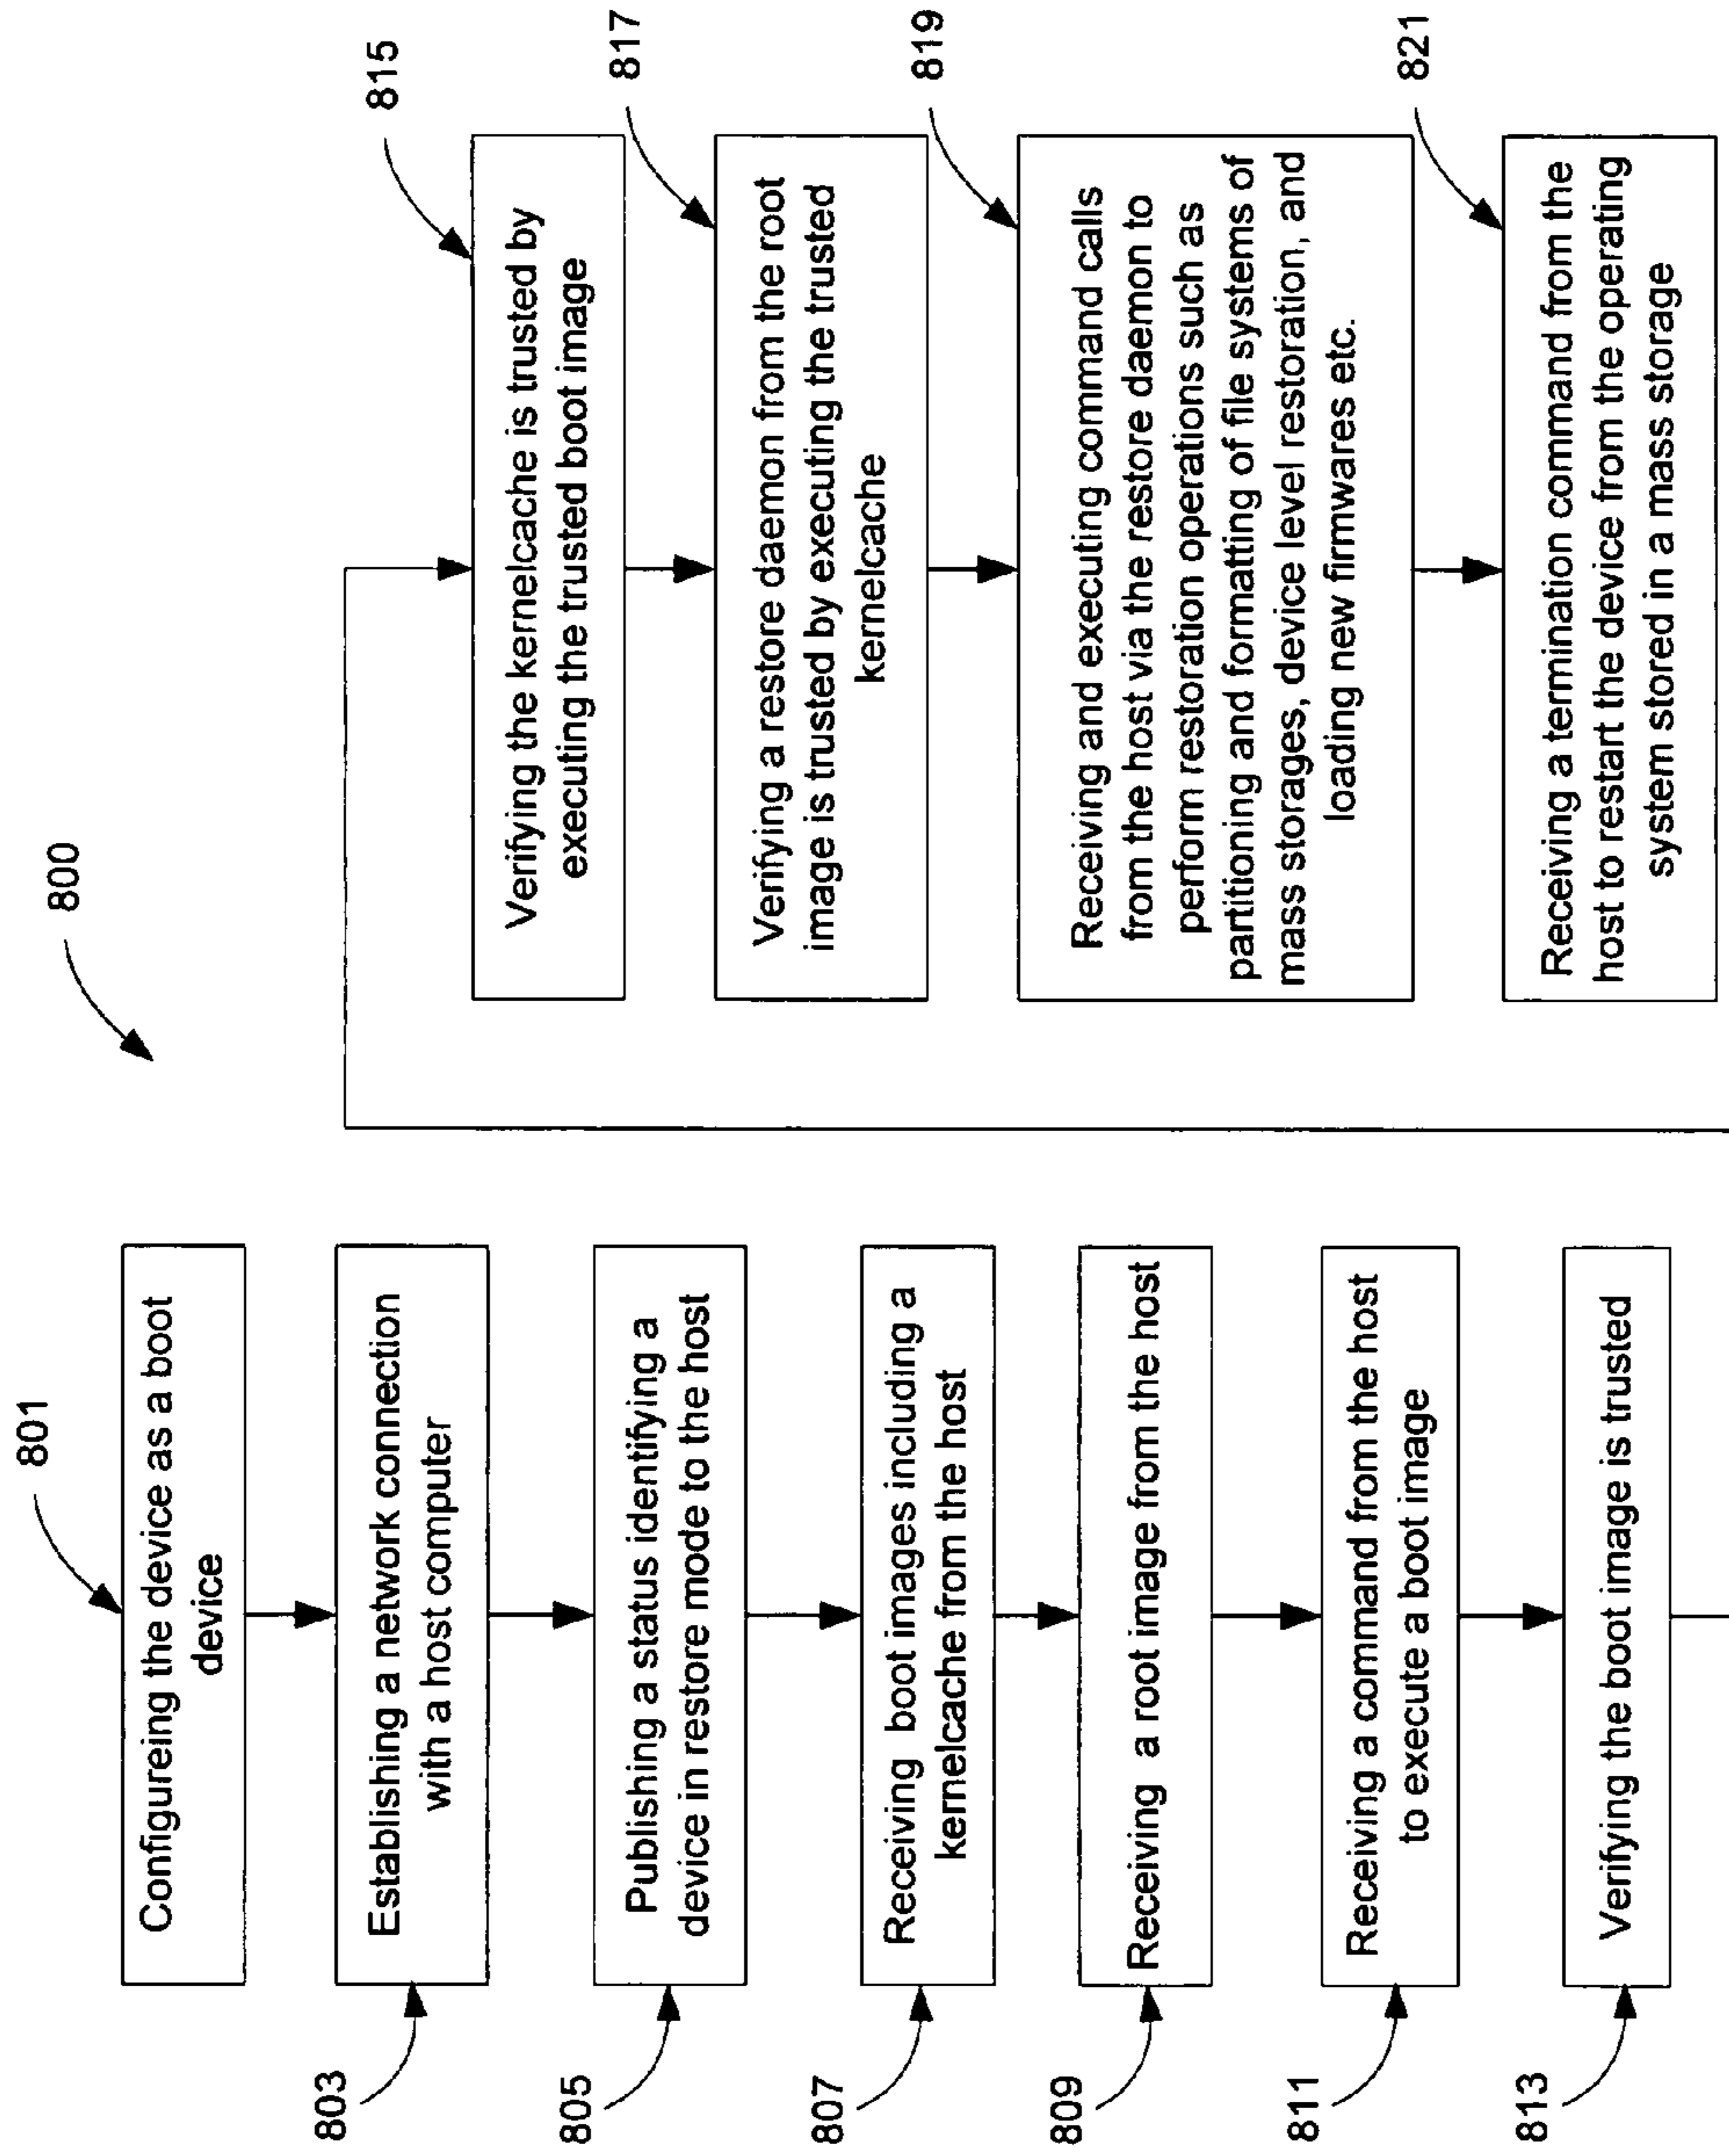 800
801
Configureing the device as a boot
device
803
Establishing a network connection
with a host computer
805
Publishing a status identifying a
device in restore mode to the host
807
Receiving boot images including a
kernelcache from the host
809
Receiving a root image from the host
811
Receiving a command from the host
to execute a boot image
813
Verifying the boot image is trusted
815
Verifying the kernelcache is trusted by
executing the trusted boot image
817
Verifying a restore daemon from the root
image is trusted by executing the trusted
kernelcache
819
Receiving and executing command calls
from the host via the restore daemon to
perform restoration operations such as
partitioning and formatting of file systems of
mass storages, device level restoration, and
loading new firmwares etc.
821
Receiving a termination command from the
host to restart the device from the operating
system stored in a mass storage